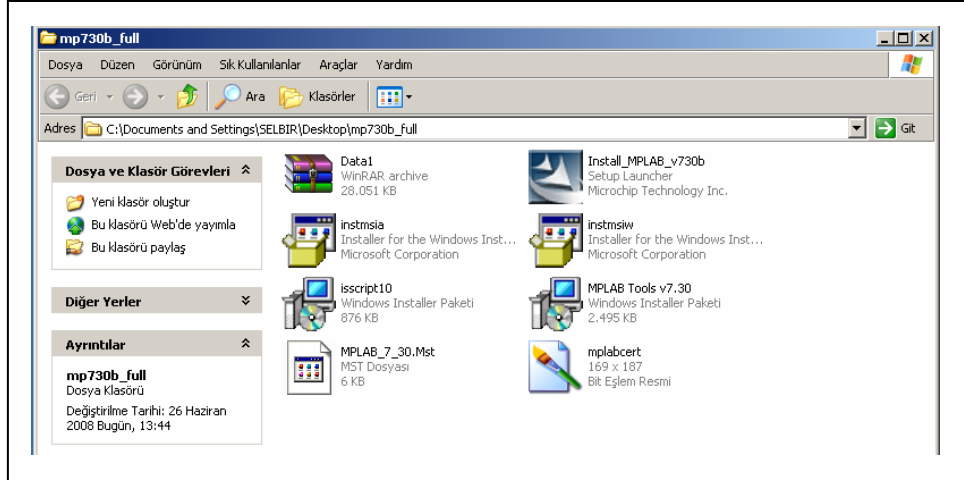 mp730b_full
Dosya Düzen Görünüm Sık Kullanılanlar Araçlar Yardım
Geri Ara Klasörler
Adres C:\Documents and Settings\SELBIR\Desktop\mp730b_full Git
Dosya ve Klasör Görevleri
Yeni klasör oluştur
Bu klasörü Web'de yayımla
Bu klasörü paylaş
Diğer Yerler
Ayrıntılar
mp730b_full
Dosya Klasörü
Değiştirilme Tarihi: 26 Haziran
2008 Bugün, 13:44
Data1
WinRAR archive
28.051 KB
Install_MPLAB_v730b
Setup Launcher
Microchip Technology Inc.
instmsia
Installer for the Windows Inst...
Microsoft Corporation
instmsiw
Installer for the Windows Inst...
Microsoft Corporation
isscript10
Windows Installer Paketi
876 KB
MPLAB Tools v7.30
Windows Installer Paketi
2.495 KB
MPLAB_7_30.Mst
MST Dosyası
6 KB
mplabcert
169 x 187
Bit Eşlem Resmi